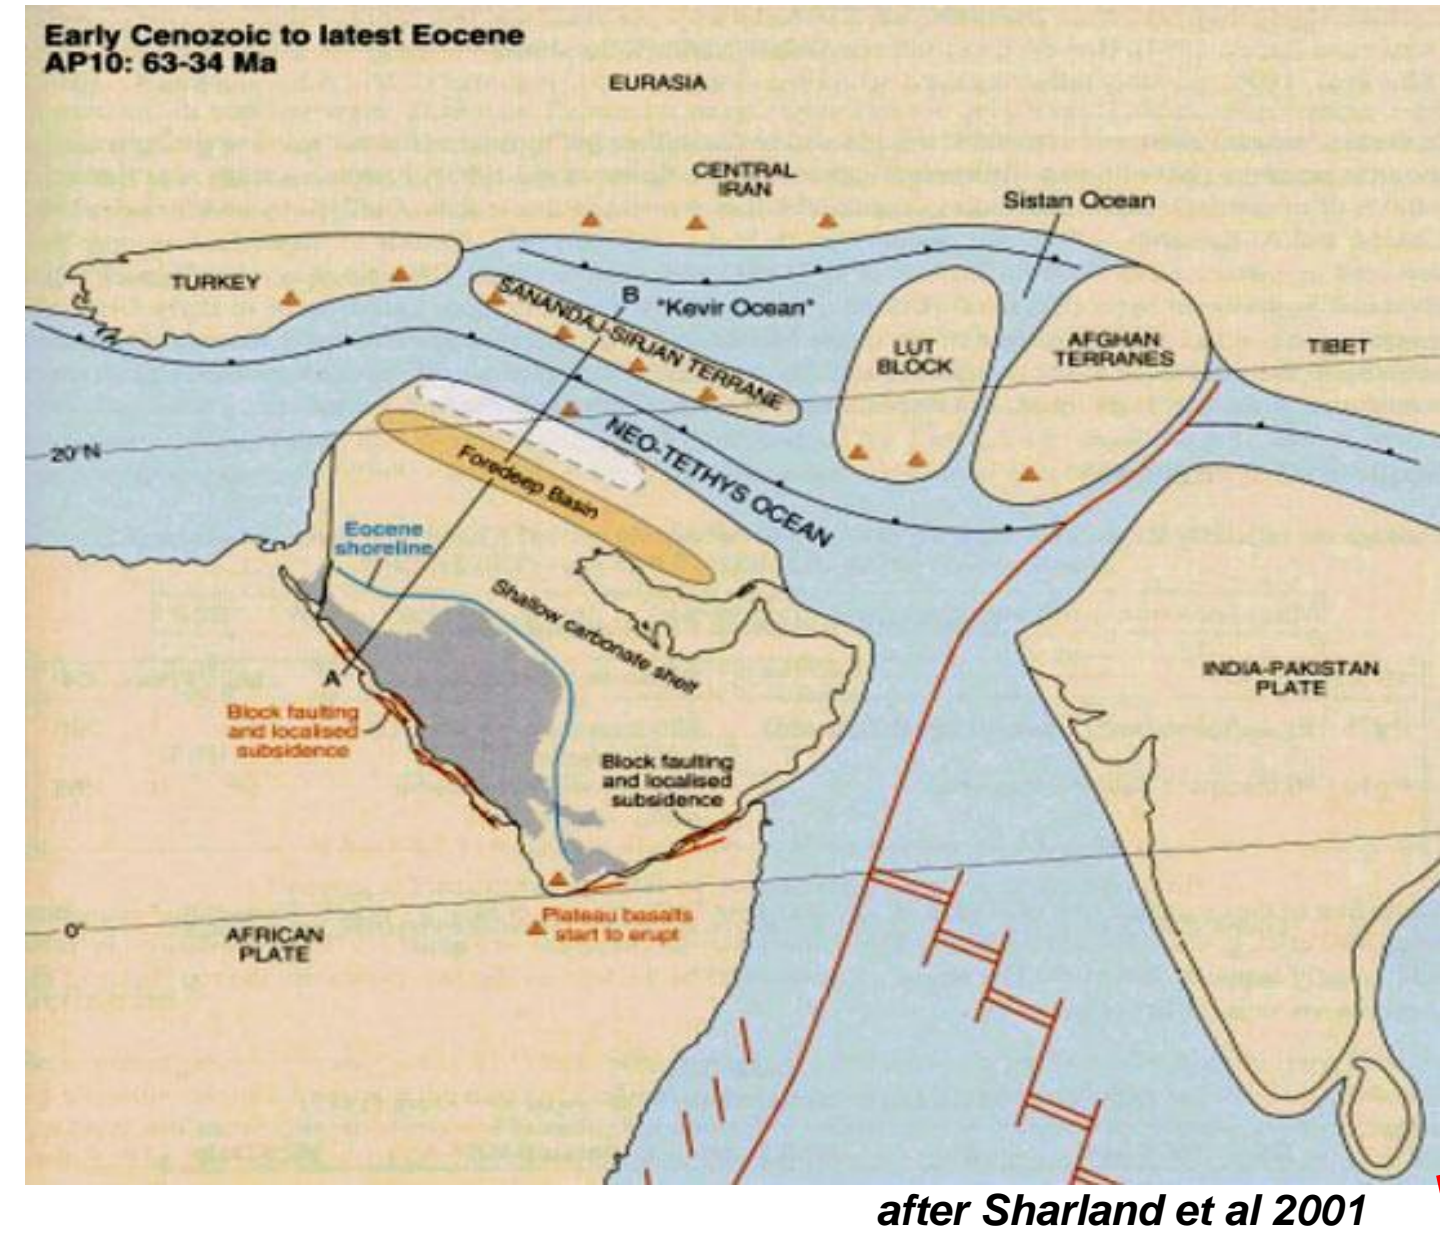 Early Cenozoic to latest Eocene
AP10: 63-34 Ma
EURASIA
CENTRAL
IRAN
Sistan Ocean
TURKEY
SANANDAJ-SIRJAN TERRANE
B
"Kevir Ocean"
LUT
BLOCK
AFGHAN
TERRANES
TIBET
20°N
NEO-TETHYS OCEAN
Foredeep Basin
Eocene
shoreline
Shallow carbonate shelf
A
INDIA-PAKISTAN
PLATE
Block faulting
and localised
subsidence
Block faulting
and localised
subsidence
0°
AFRICAN
PLATE
Plateau basalts
start to erupt
after Sharland et al 2001